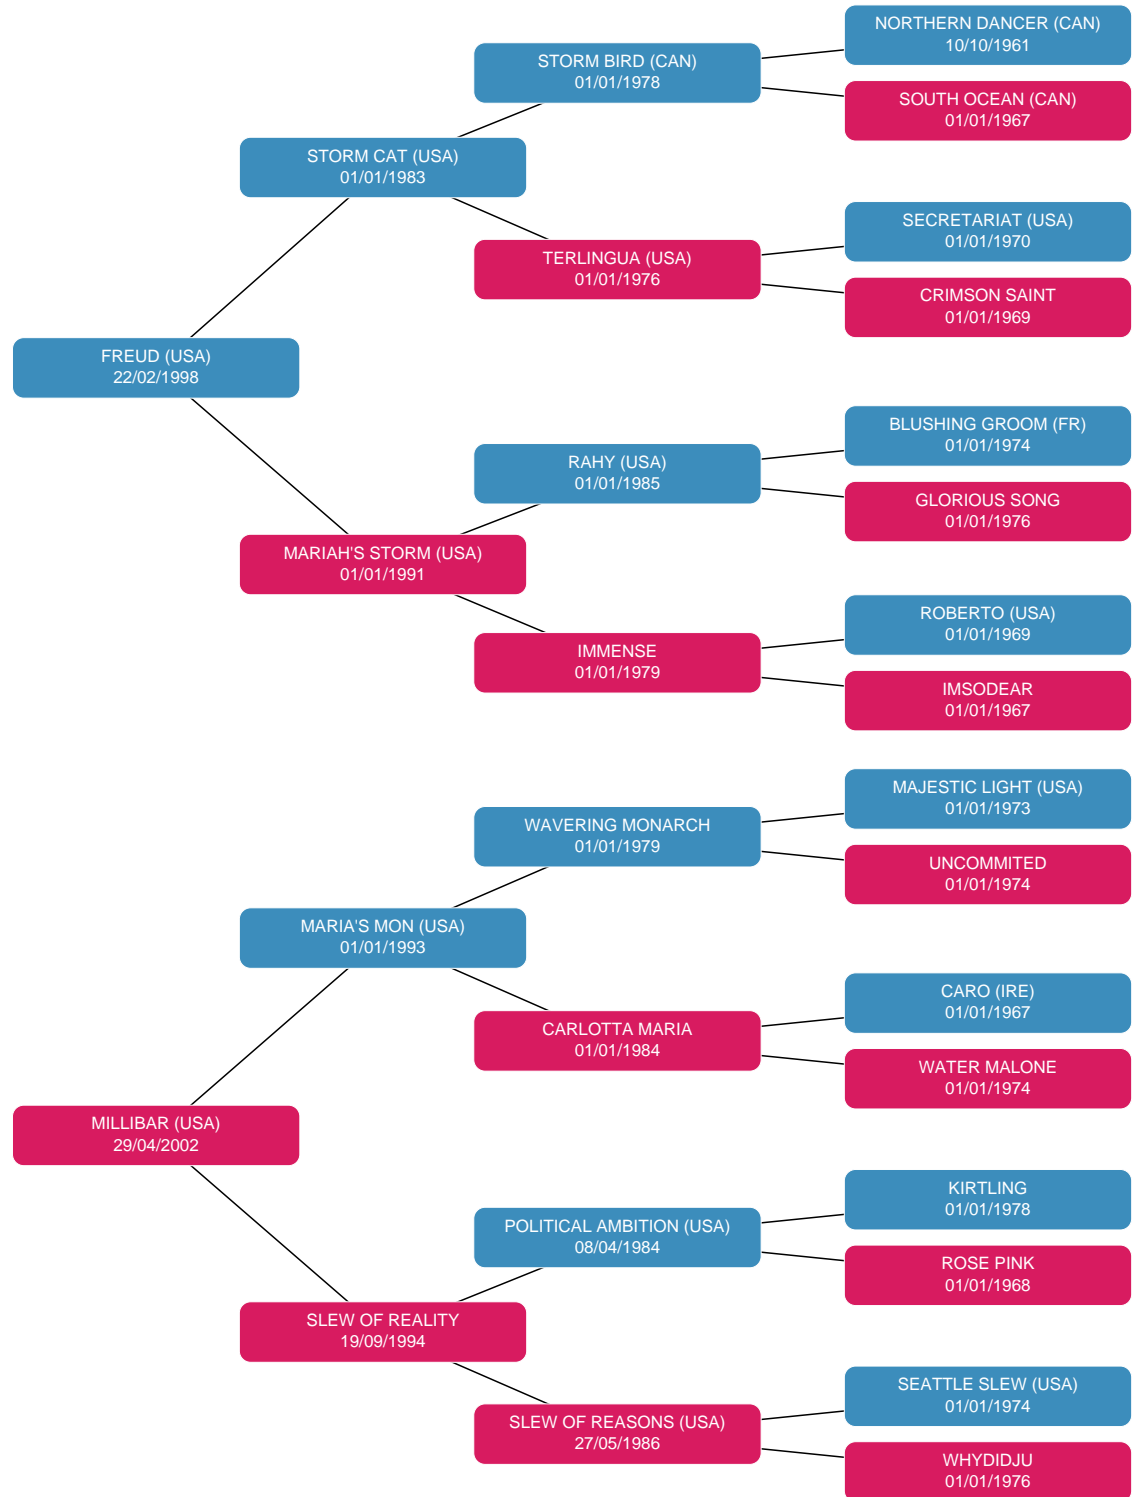 NORTHERN DANCER (CAN)
10/10/1961
STORM BIRD (CAN)
01/01/1978
SOUTH OCEAN (CAN)
01/01/1967
STORM CAT (USA)
01/01/1983
SECRETARIAT (USA)
01/01/1970
TERLINGUA (USA)
01/01/1976
CRIMSON SAINT
01/01/1969
FREUD (USA)
22/02/1998
BLUSHING GROOM (FR)
01/01/1974
RAHY (USA)
01/01/1985
GLORIOUS SONG
01/01/1976
MARIAH'S STORM (USA)
01/01/1991
ROBERTO (USA)
01/01/1969
IMMENSE
01/01/1979
IMSODEAR
01/01/1967
MAJESTIC LIGHT (USA)
01/01/1973
WAVERING MONARCH
01/01/1979
UNCOMMITED
01/01/1974
MARIA'S MON (USA)
01/01/1993
CARO (IRE)
01/01/1967
CARLOTTA MARIA
01/01/1984
WATER MALONE
01/01/1974
MILLIBAR (USA)
29/04/2002
KIRTLING
01/01/1978
POLITICAL AMBITION (USA)
08/04/1984
ROSE PINK
01/01/1968
SLEW OF REALITY
19/09/1994
SEATTLE SLEW (USA)
01/01/1974
SLEW OF REASONS (USA)
27/05/1986
WHYDIDJU
01/01/1976